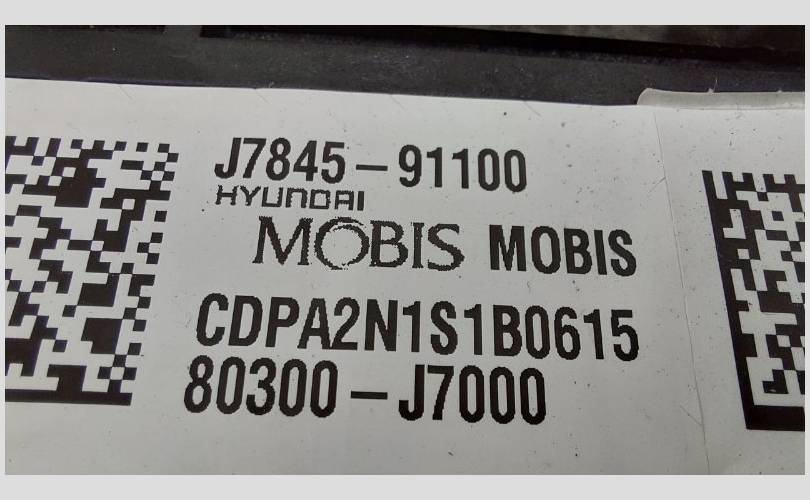 J7845-91100
HYUNDAI
MOBIS MOBIS
CDPA2N1S1B0615
80300-J7000